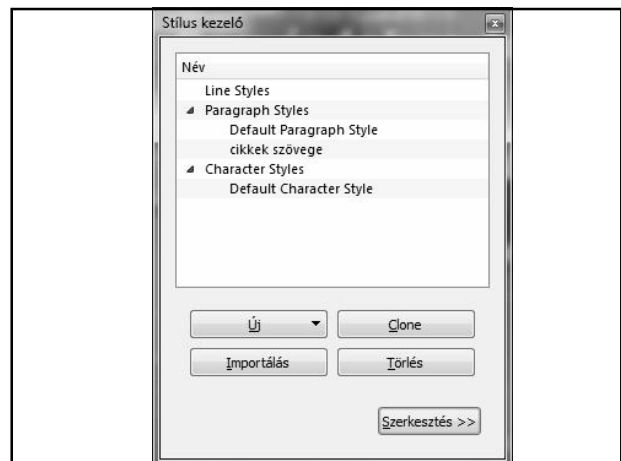 Stílus kezelő
Név
Line Styles
Paragraph Styles
Default Paragraph Style
cikkek szövege
Character Styles
Default Character Style
Új
Clone
Importálás
Törlés
Szerkesztés >>